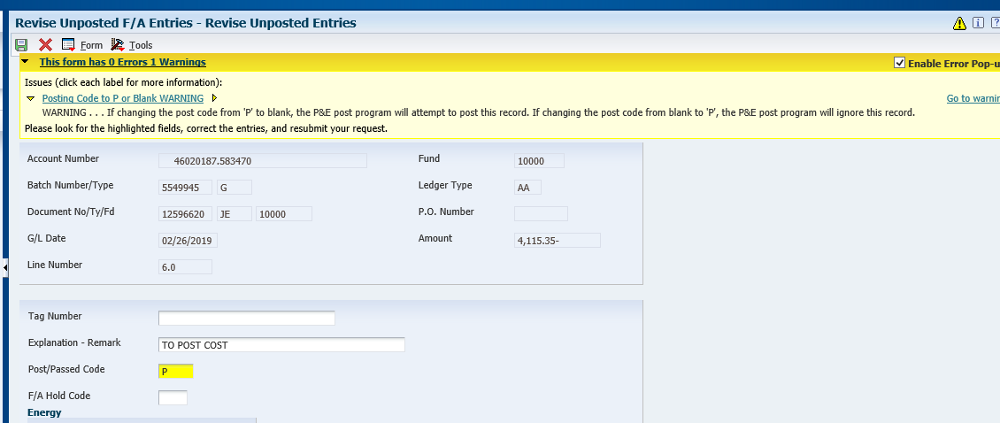 Revise Unposted F/A Entries - Revise Unposted Entries
Form Tools
This form has 0 Errors 1 Warnings
Enable Error Pop-u
Issues (click each label for more information):
Posting Code to P or Blank WARNING
Go to warnin
WARNING . . . If changing the post code from 'P' to blank, the P&E post program will attempt to post this record. If changing the post code from blank to 'P', the P&E post program will ignore this record.
Please look for the highlighted fields, correct the entries, and resubmit your request.
Account Number 46020187.583470 Fund 10000
Batch Number/Type 5549945 G Ledger Type AA
Document No/Ty/Fd 12596620 JE 10000 P.O. Number
G/L Date 02/26/2019 Amount 4,115.35-
Line Number 6.0
Tag Number
Explanation - Remark TO POST COST
Post/Passed Code P
F/A Hold Code
Energy